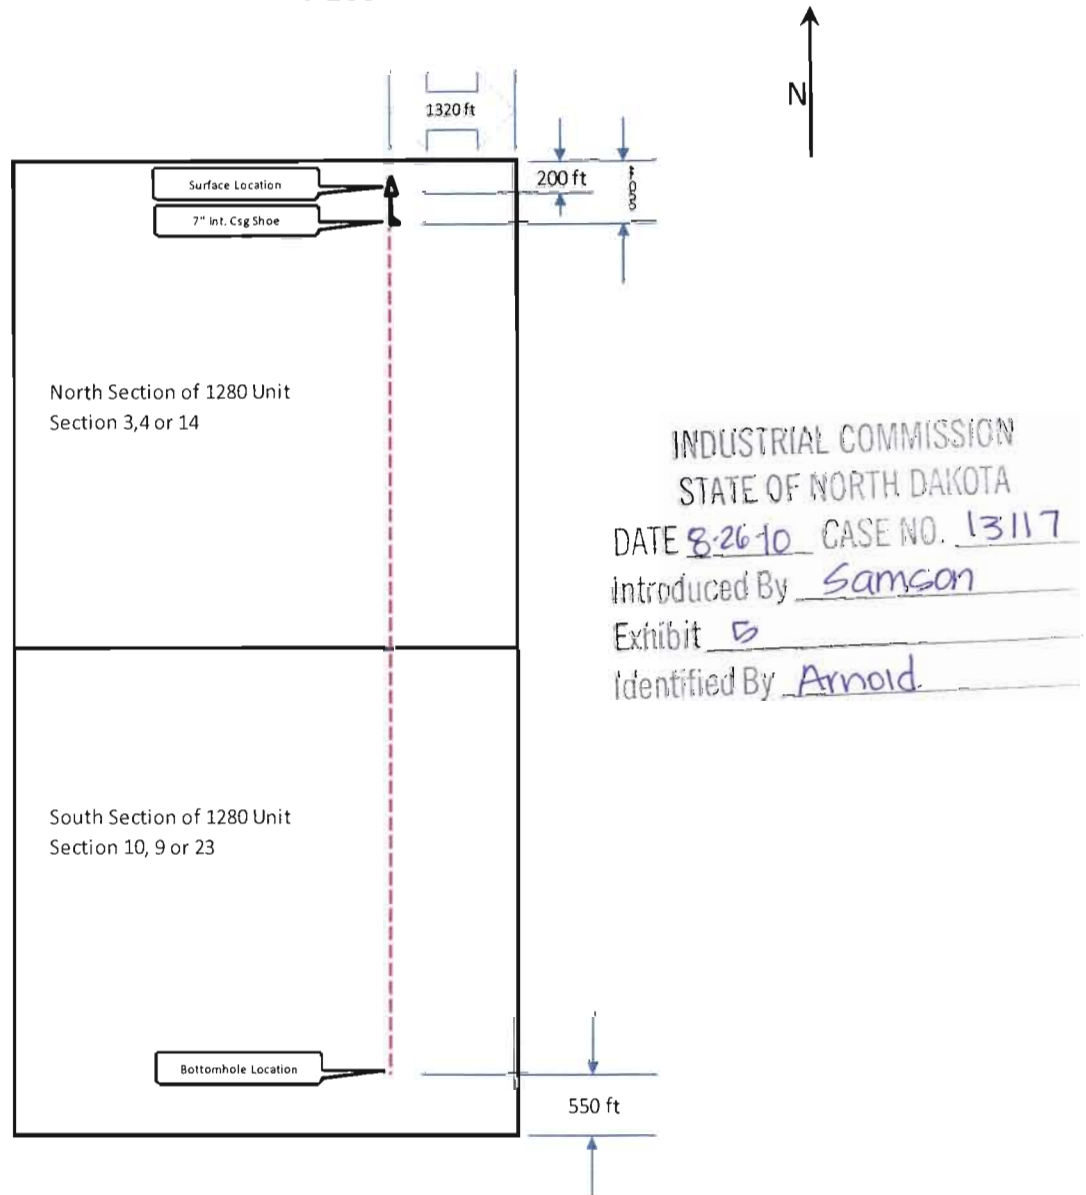 1320 ft
N
Surface Location
200 ft
7" Int. Csg Shoe
North Section of 1280 Unit
Section 3,4 or 14
INDUSTRIAL COMMISSION
STATE OF NORTH DAKOTA
DATE 8-26-10 CASE NO. 13117
Introduced By Samson
Exhibit 5
Identified By Arnold
South Section of 1280 Unit
Section 10, 9 or 23
Bottomhole Location
550 ft